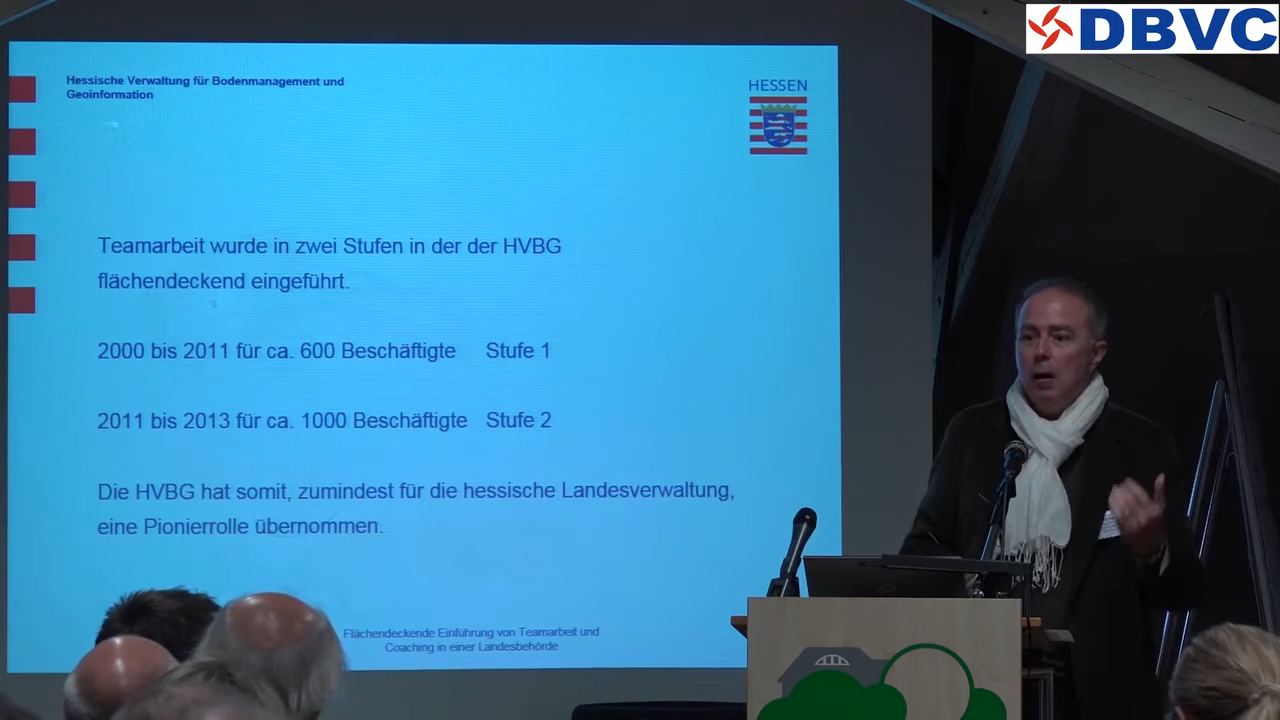 DBVC
Hessische Verwaltung für Bodenmanagement und
Geoinformation
HESSEN
Teamarbeit wurde in zwei Stufen in der der HVBG
flächendeckend eingeführt.
2000 bis 2011 für ca. 600 Beschäftigte Stufe 1
2011 bis 2013 für ca. 1000 Beschäftigte Stufe 2
Die HVBG hat somit, zumindest für die hessische Landesverwaltung,
eine Pionierrolle übernommen.
Flächendeckende Einführung von Teamarbeit und
Coaching in einer Landesbehörde